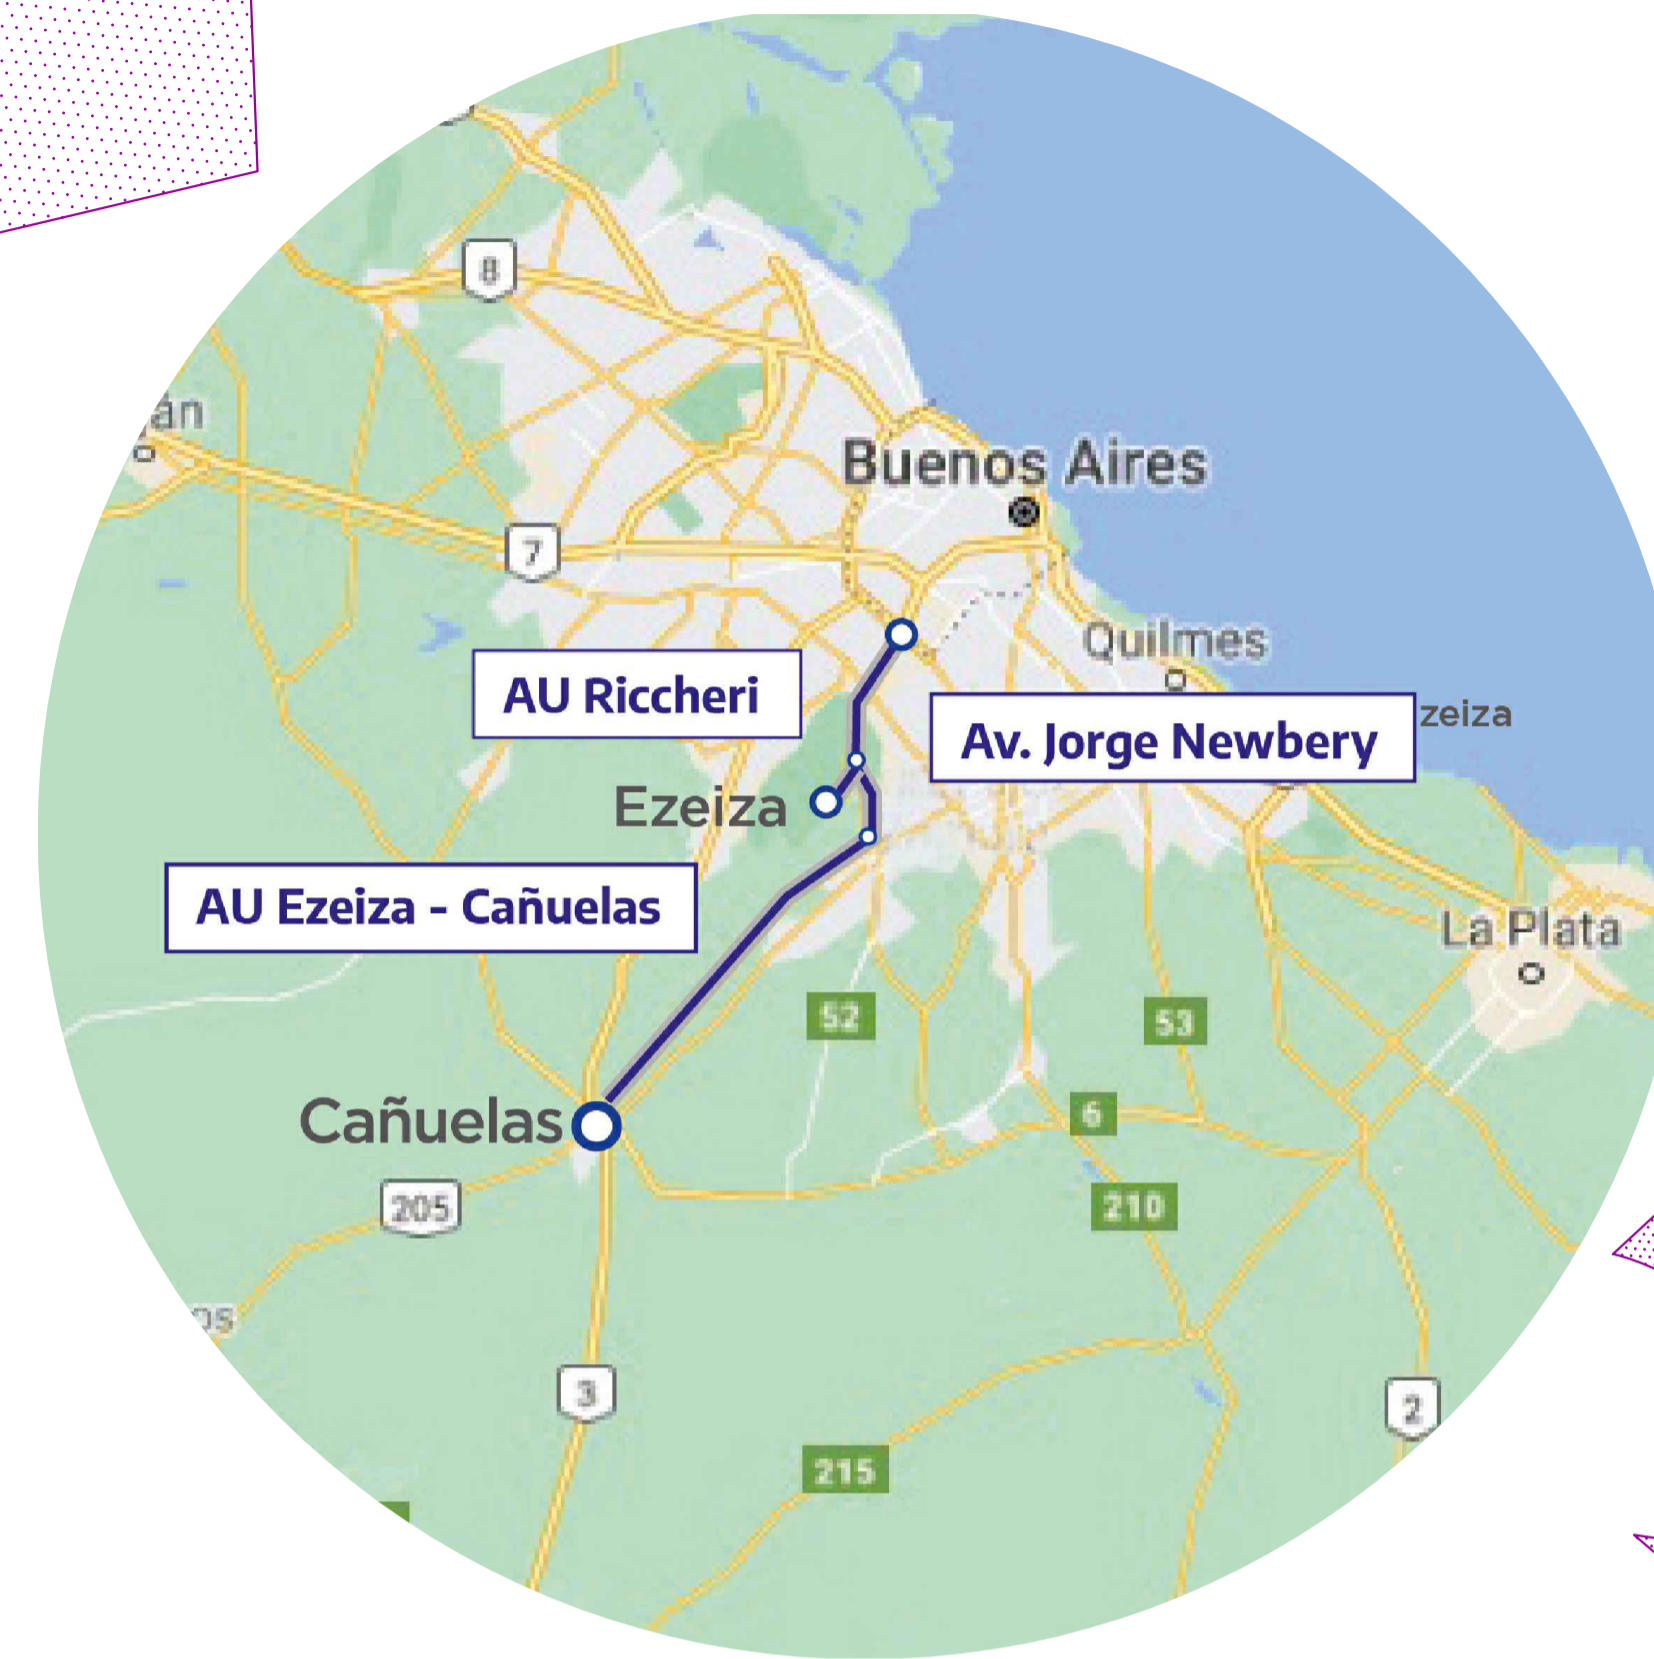 8
Buenos Aires
7
Quilmes
AU Riccheri
zeiza
Av. Jorge Newbery
Ezeiza
AU Ezeiza - Cañuelas
La Plata
52
53
Cañuelas
6
205
210
3
2
215